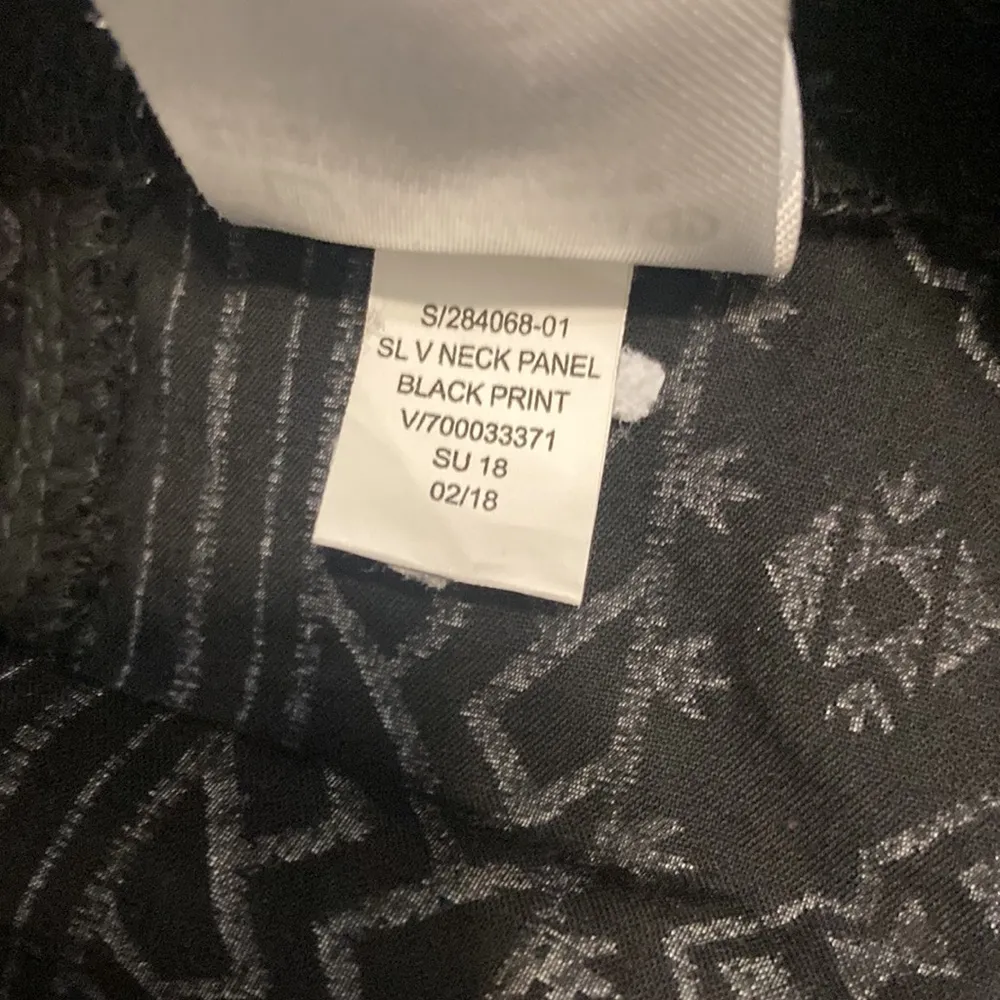 S/284068-01
SL V NECK PANEL
BLACK PRINT
V/700033371
SU 18
02/18